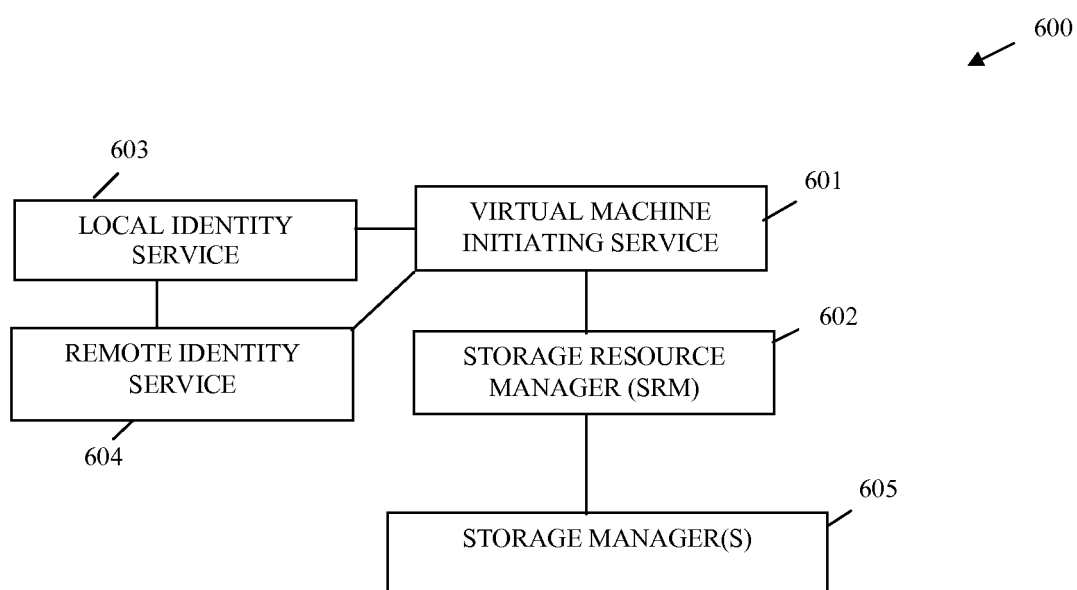 600
603
LOCAL IDENTITY
SERVICE
601
VIRTUAL MACHINE
INITIATING SERVICE
602
REMOTE IDENTITY
SERVICE
604
STORAGE RESOURCE
MANAGER (SRM)
605
STORAGE MANAGER(S)